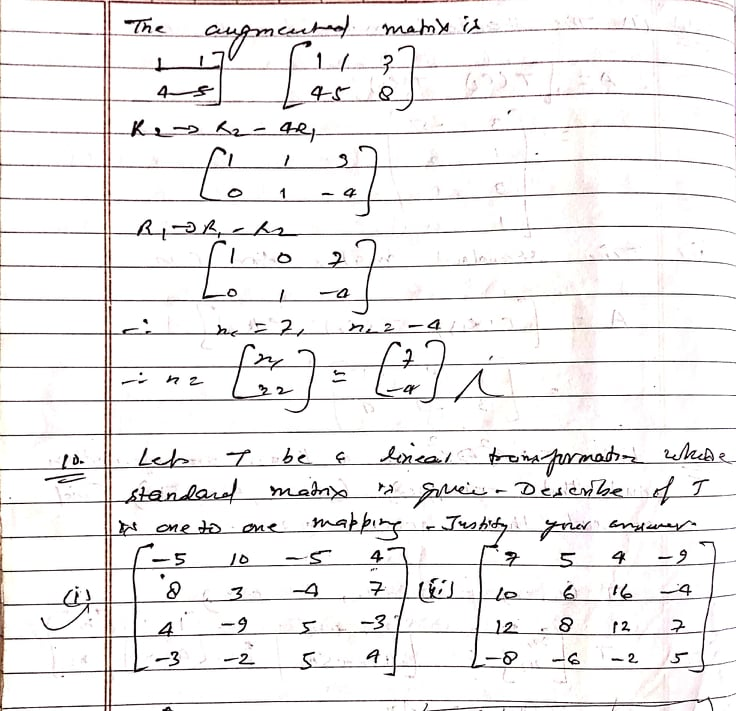 The augmented matrix is
[1 1 3]
[4 5 8]
R2 → R2 - 4R1
[1 1 3]
[0 1 -4]
R1 → R1 - R2
[1 0 7]
[0 1 -4]
∴ x1 = 7, x2 = -4
∴ x = [x1] = [7]
[x2] [-4]
10. Let T be a linear transformation whose
standard matrix is given - Describe if T
is one to one mapping - Justify your answer.
(i) [-5 10 -5 4] (ii) [7 5 4 -9]
[8 3 -4 7] [10 6 16 -4]
[4 -9 5 -3] [12 8 12 7]
[-3 -2 5 4] [-8 -6 -2 5]